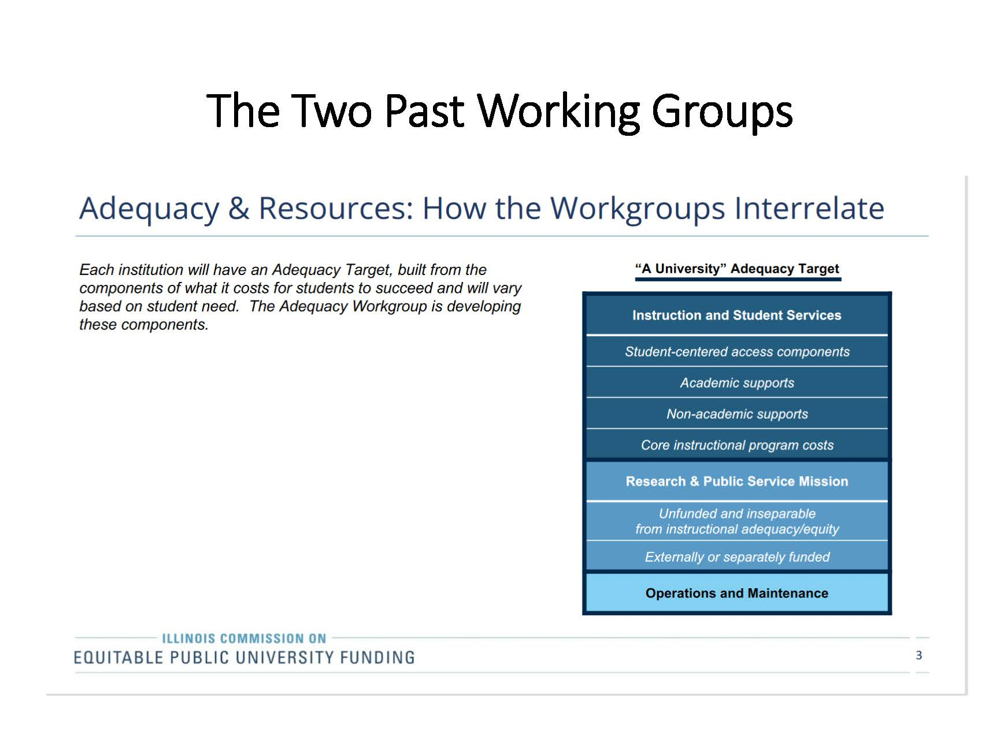 The Two Past Working Groups
Adequacy & Resources: How the Workgroups Interrelate
Each institution will have an Adequacy Target, built from the
components of what it costs for students to succeed and will vary
based on student need.  The Adequacy Workgroup is developing
these components.
“A University” Adequacy Target
Instruction and Student Services
Student-centered access components
Academic supports
Non-academic supports
Core instructional program costs
Research & Public Service Mission
Unfunded and inseparable
from instructional adequacy/equity
Externally or separately funded
Operations and Maintenance
ILLINOIS COMMISSION ON
EQUITABLE PUBLIC UNIVERSITY FUNDING
3